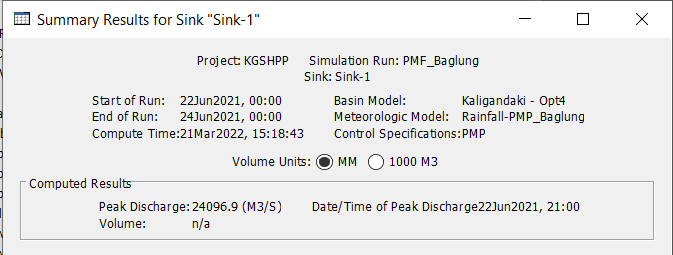 Summary Results for Sink "Sink-1"
Project: KGSHPP Simulation Run: PMF_Baglung
Sink: Sink-1
Start of Run: 22Jun2021, 00:00 Basin Model: Kaligandaki - Opt4
End of Run: 24Jun2021, 00:00 Meteorologic Model: Rainfall-PMP_Baglung
Compute Time:21Mar2022, 15:18:43 Control Specifications:PMP
Volume Units: MM 1000 M3
Computed Results
Peak Discharge: 24096.9 (M3/S) Date/Time of Peak Discharge22Jun2021, 21:00
Volume: n/a